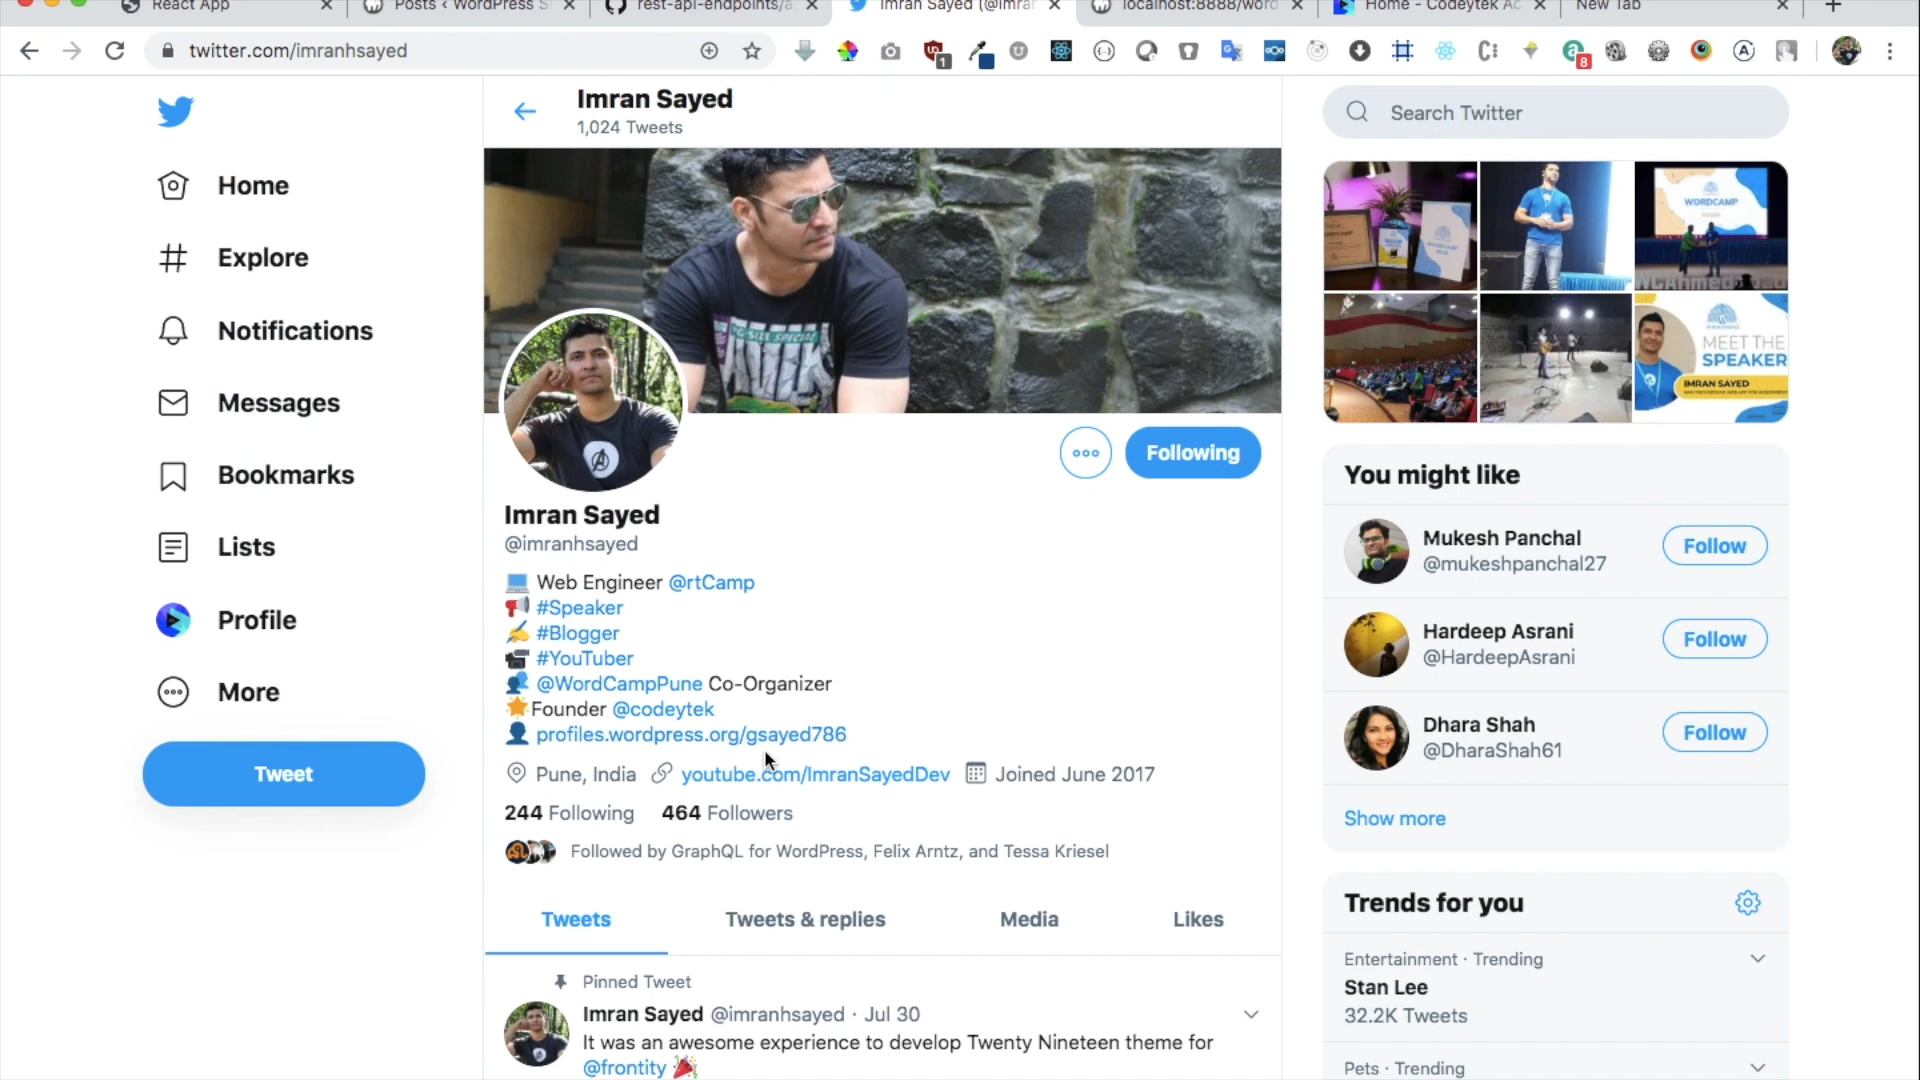 React App
Posts ‹ WordPress S
rest-api-endpoints/a
Imran Sayed (@imran
localhost:8888/word
Home - Codeytek Ac
New Tab
twitter.com/imranhsayed
1
8
Imran Sayed
1,024 Tweets
Search Twitter
Home
Explore
Notifications
Messages
Bookmarks
Lists
Profile
More
Tweet
Following
Imran Sayed
@imranhsayed
Web Engineer @rtCamp
#Speaker
#Blogger
#YouTuber
@WordCampPune Co-Organizer
Founder @codeytek
profiles.wordpress.org/gsayed786
Pune, India youtube.com/ImranSayedDev Joined June 2017
244 Following 464 Followers
Followed by GraphQL for WordPress, Felix Arntz, and Tessa Kriesel
Tweets Tweets & replies Media Likes
Pinned Tweet
Imran Sayed @imranhsayed · Jul 30
It was an awesome experience to develop Twenty Nineteen theme for
@frontity
WORDCAMP
MEET THE
SPEAKER
IMRAN SAYED
You might like
Mukesh Panchal
@mukeshpanchal27
Follow
Hardeep Asrani
@HardeepAsrani
Follow
Dhara Shah
@DharaShah61
Follow
Show more
Trends for you
Entertainment · Trending
Stan Lee
32.2K Tweets
Pets · Trending